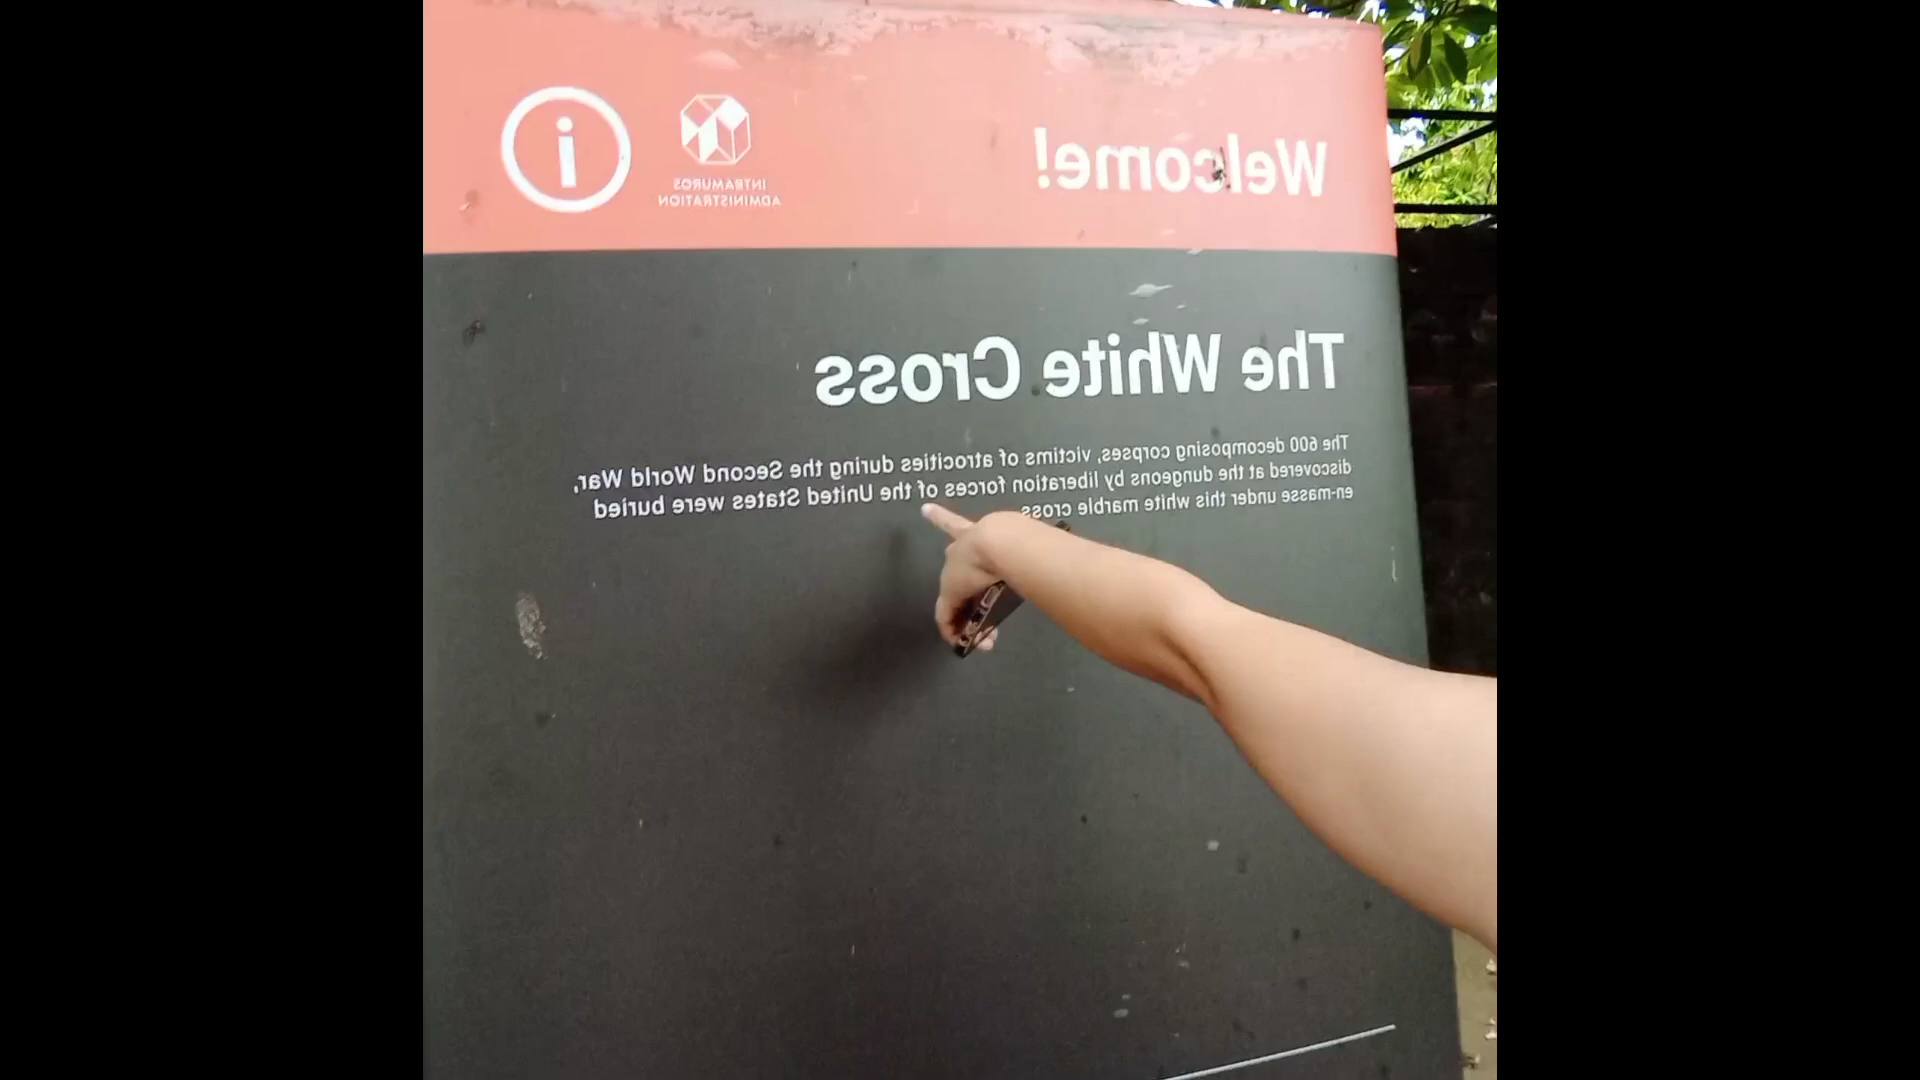 Welcome!
INTRAMUROS
ADMINISTRATION
i
The White Cross
The 600 decomposing corpses, victims of atrocities during the Second World War,
discovered at the dungeons by liberation forces of the United States were buried
en-masse under this white marble cross